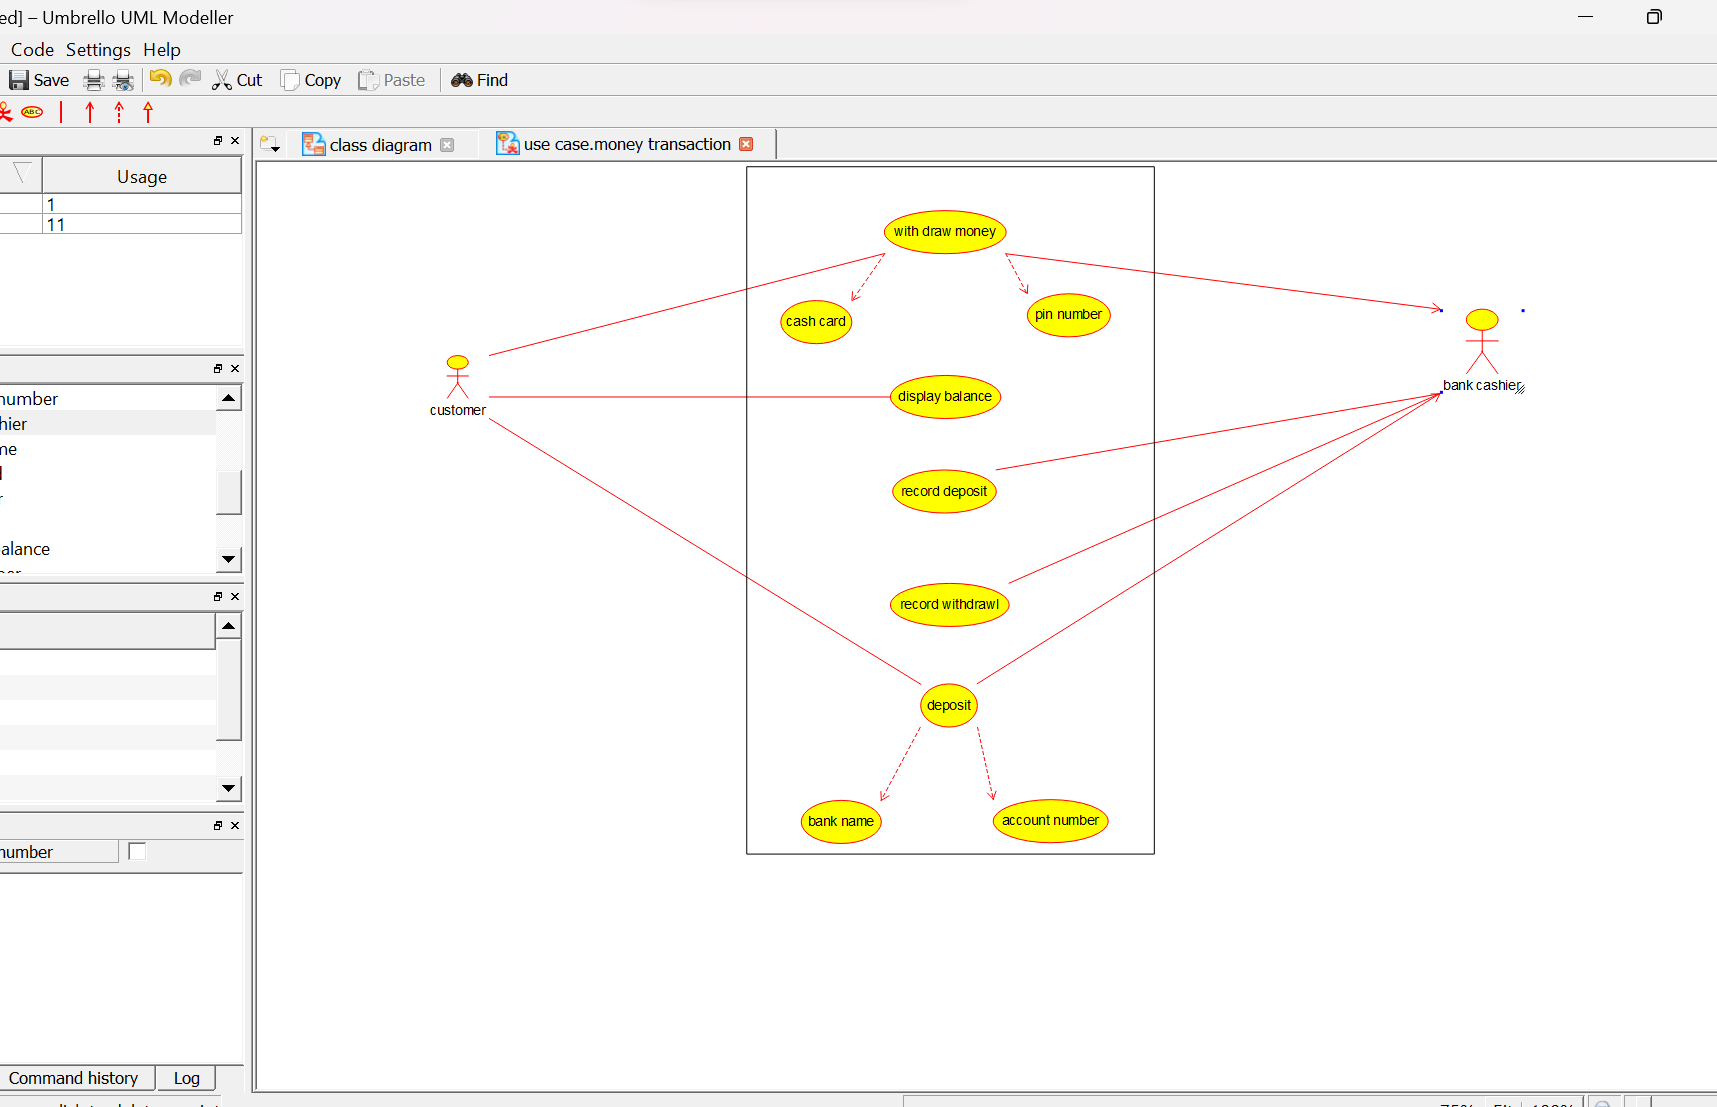 ed] – Umbrello UML Modeller
Code Settings Help
Save Cut Copy Paste Find
ABC
class diagram use case.money transaction
Usage
1
11
number
hier
me
alance
number
Command history Log
with draw money
cash card
pin number
customer
bank cashier
display balance
record deposit
record withdrawl
deposit
bank name
account number